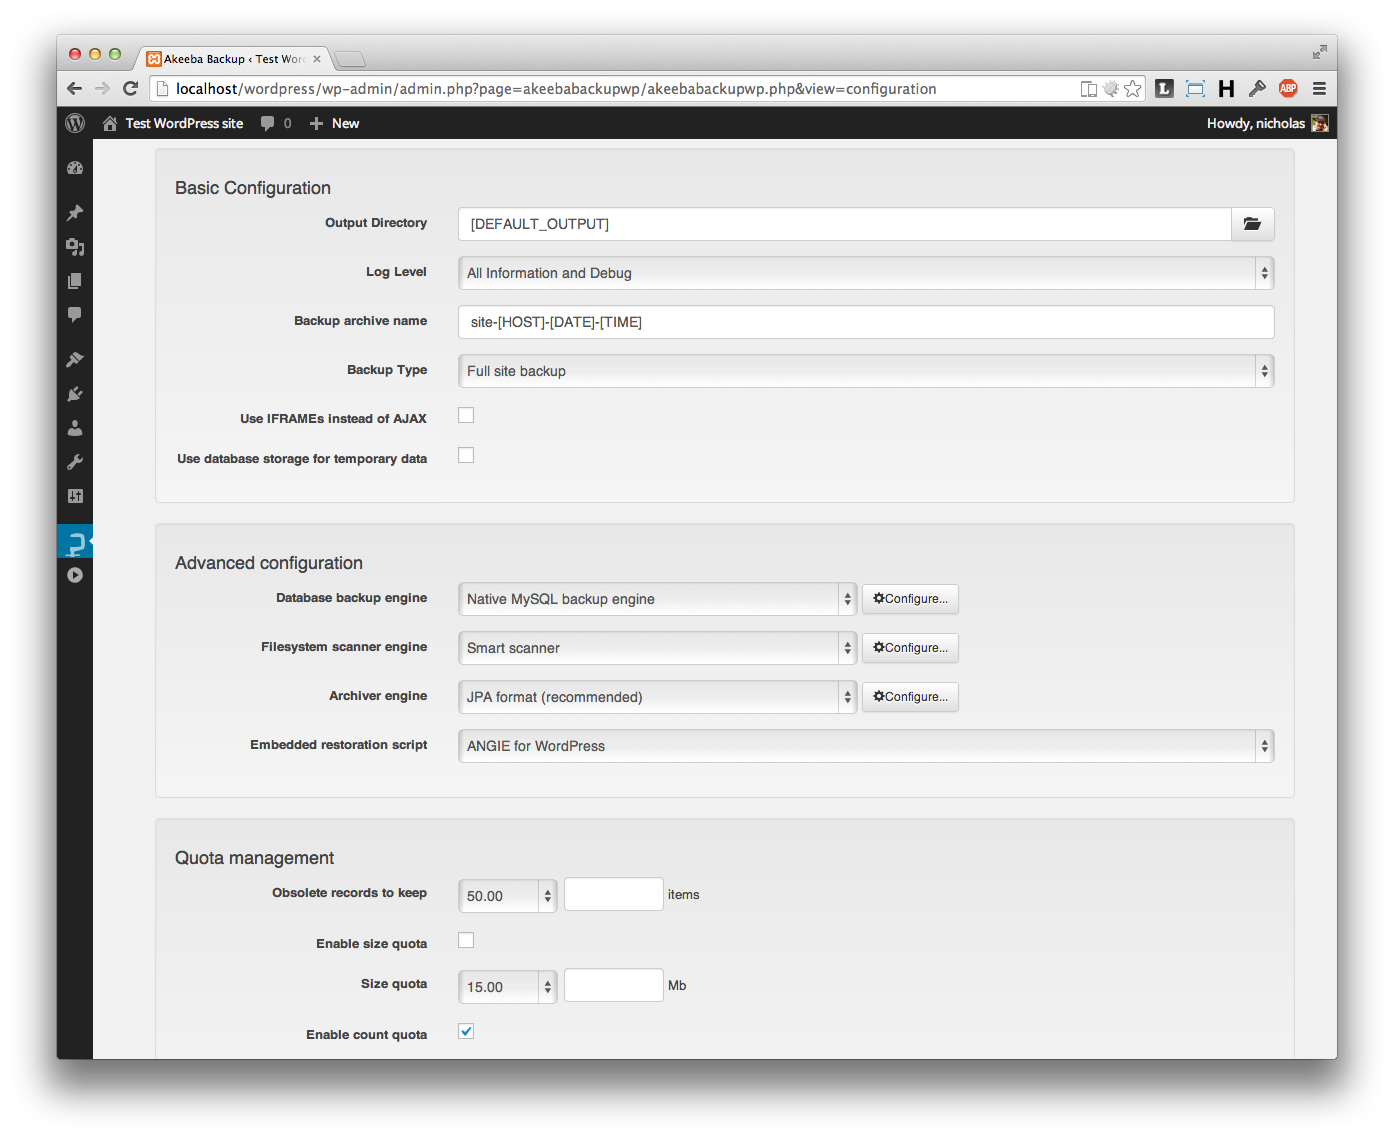 Akeeba Backup ‹ Test Wor
localhost/wordpress/wp-admin/admin.php?page=akeebabackupwp/akeebabackupwp.php&view=configuration
L
H
ABP
Test WordPress site 0 New
Howdy, nicholas
Basic Configuration
Output Directory [DEFAULT_OUTPUT]
Log Level All Information and Debug
Backup archive name site-[HOST]-[DATE]-[TIME]
Backup Type Full site backup
Use IFRAMEs instead of AJAX
Use database storage for temporary data
Advanced configuration
Database backup engine Native MySQL backup engine Configure...
Filesystem scanner engine Smart scanner Configure...
Archiver engine JPA format (recommended) Configure...
Embedded restoration script ANGIE for WordPress
Quota management
Obsolete records to keep 50.00 items
Enable size quota
Size quota 15.00 Mb
Enable count quota